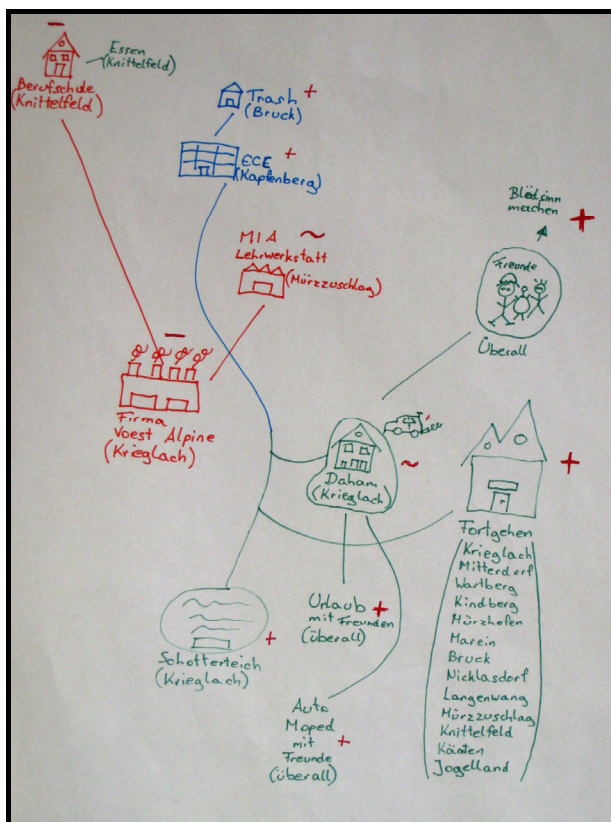 Essen
(Knittelfeld)
Berufschule
(Knittelfeld)
Trash
(Bruck)
ECE
(Kapfenberg)
MIA
Lehrwerkstatt
(Mürzzuschlag)
Blödsinn
machen
Freunde
Überall
Firma
Voest Alpine
(Krieglach)
Daham
(Krieglach)
Fortgehen
Krieglach
Mitterdorf
Wartberg
Kindberg
Mürzhofen
Marein
Bruck
Nicklasdorf
Langenwang
Mürzzuschlag
Knittelfeld
Kärnten
Jogelland
Urlaub
mit Freunden
(überall)
Schotterteich
(Krieglach)
Auto
Moped
mit
Freunde
(überall)